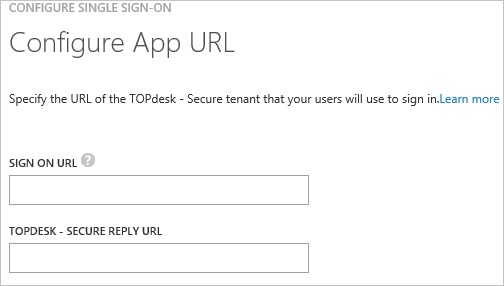 CONFIGURE SINGLE SIGN-ON
Configure App URL
Specify the URL of the TOPdesk - Secure tenant that your users will use to sign in.Learn more
SIGN ON URL ?
TOPDESK - SECURE REPLY URL